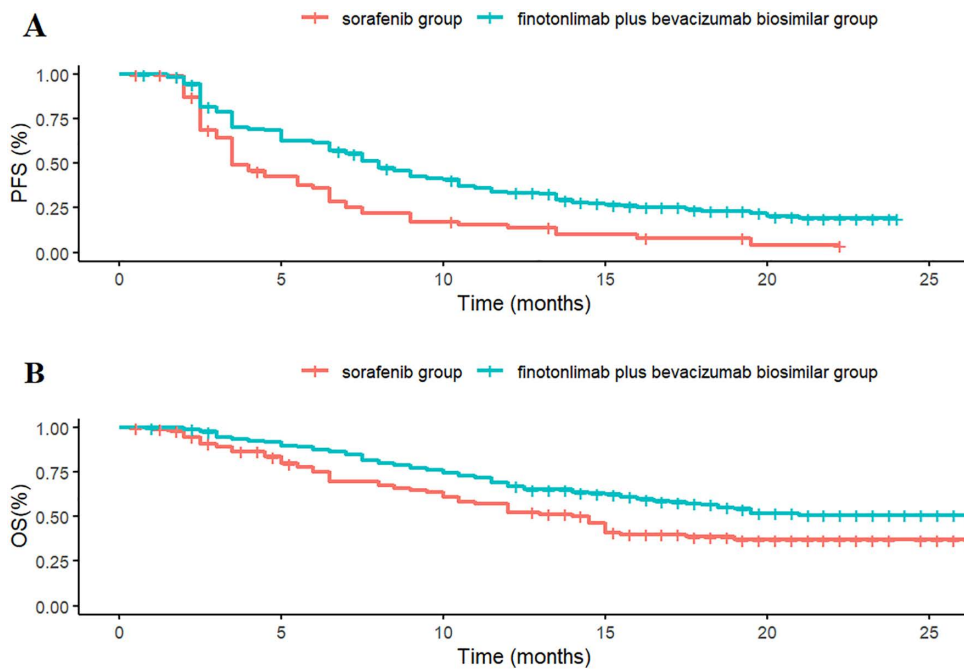 A
sorafenib group finotonlimab plus bevacizumab biosimilar group
PFS (%)
1.00
0.75
0.50
0.25
0.00
0 5 10 15 20 25
Time (months)
B
sorafenib group finotonlimab plus bevacizumab biosimilar group
OS(%)
1.00
0.75
0.50
0.25
0.00
0 5 10 15 20 25
Time (months)